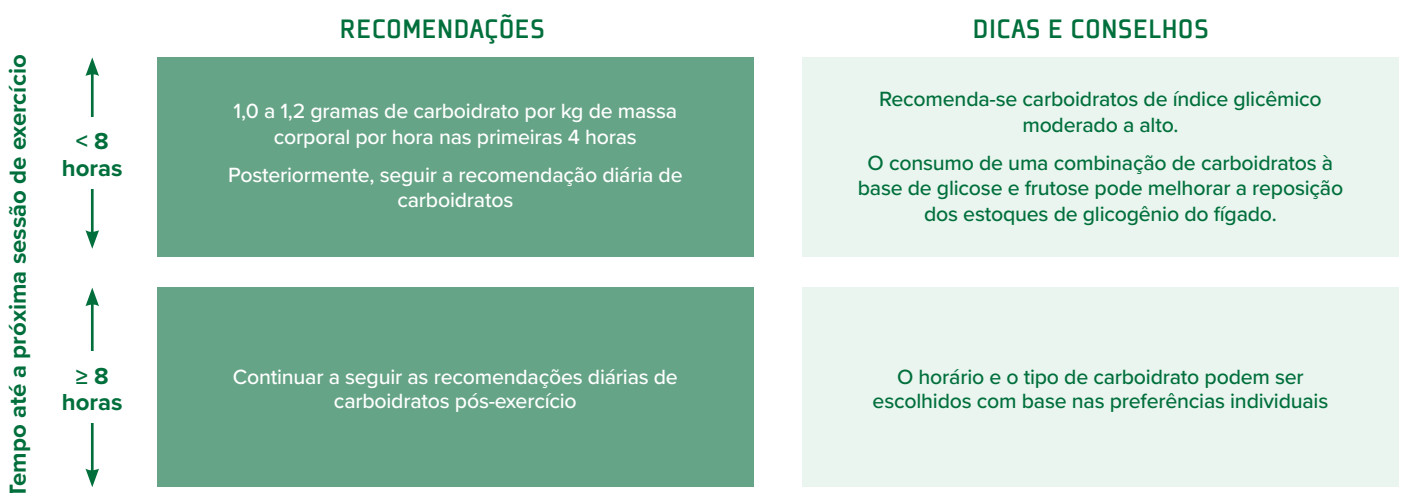 RECOMENDAÇÕES
DICAS E CONSELHOS
Tempo até a próxima sessão de exercício
< 8
horas
1,0 a 1,2 gramas de carboidrato por kg de massa
corporal por hora nas primeiras 4 horas
Posteriormente, seguir a recomendação diária de
carboidratos
Recomenda-se carboidratos de índice glicêmico
moderado a alto.
O consumo de uma combinação de carboidratos à
base de glicose e frutose pode melhorar a reposição
dos estoques de glicogênio do fígado.
≥ 8
horas
Continuar a seguir as recomendações diárias de
carboidratos pós-exercício
O horário e o tipo de carboidrato podem ser
escolhidos com base nas preferências individuais